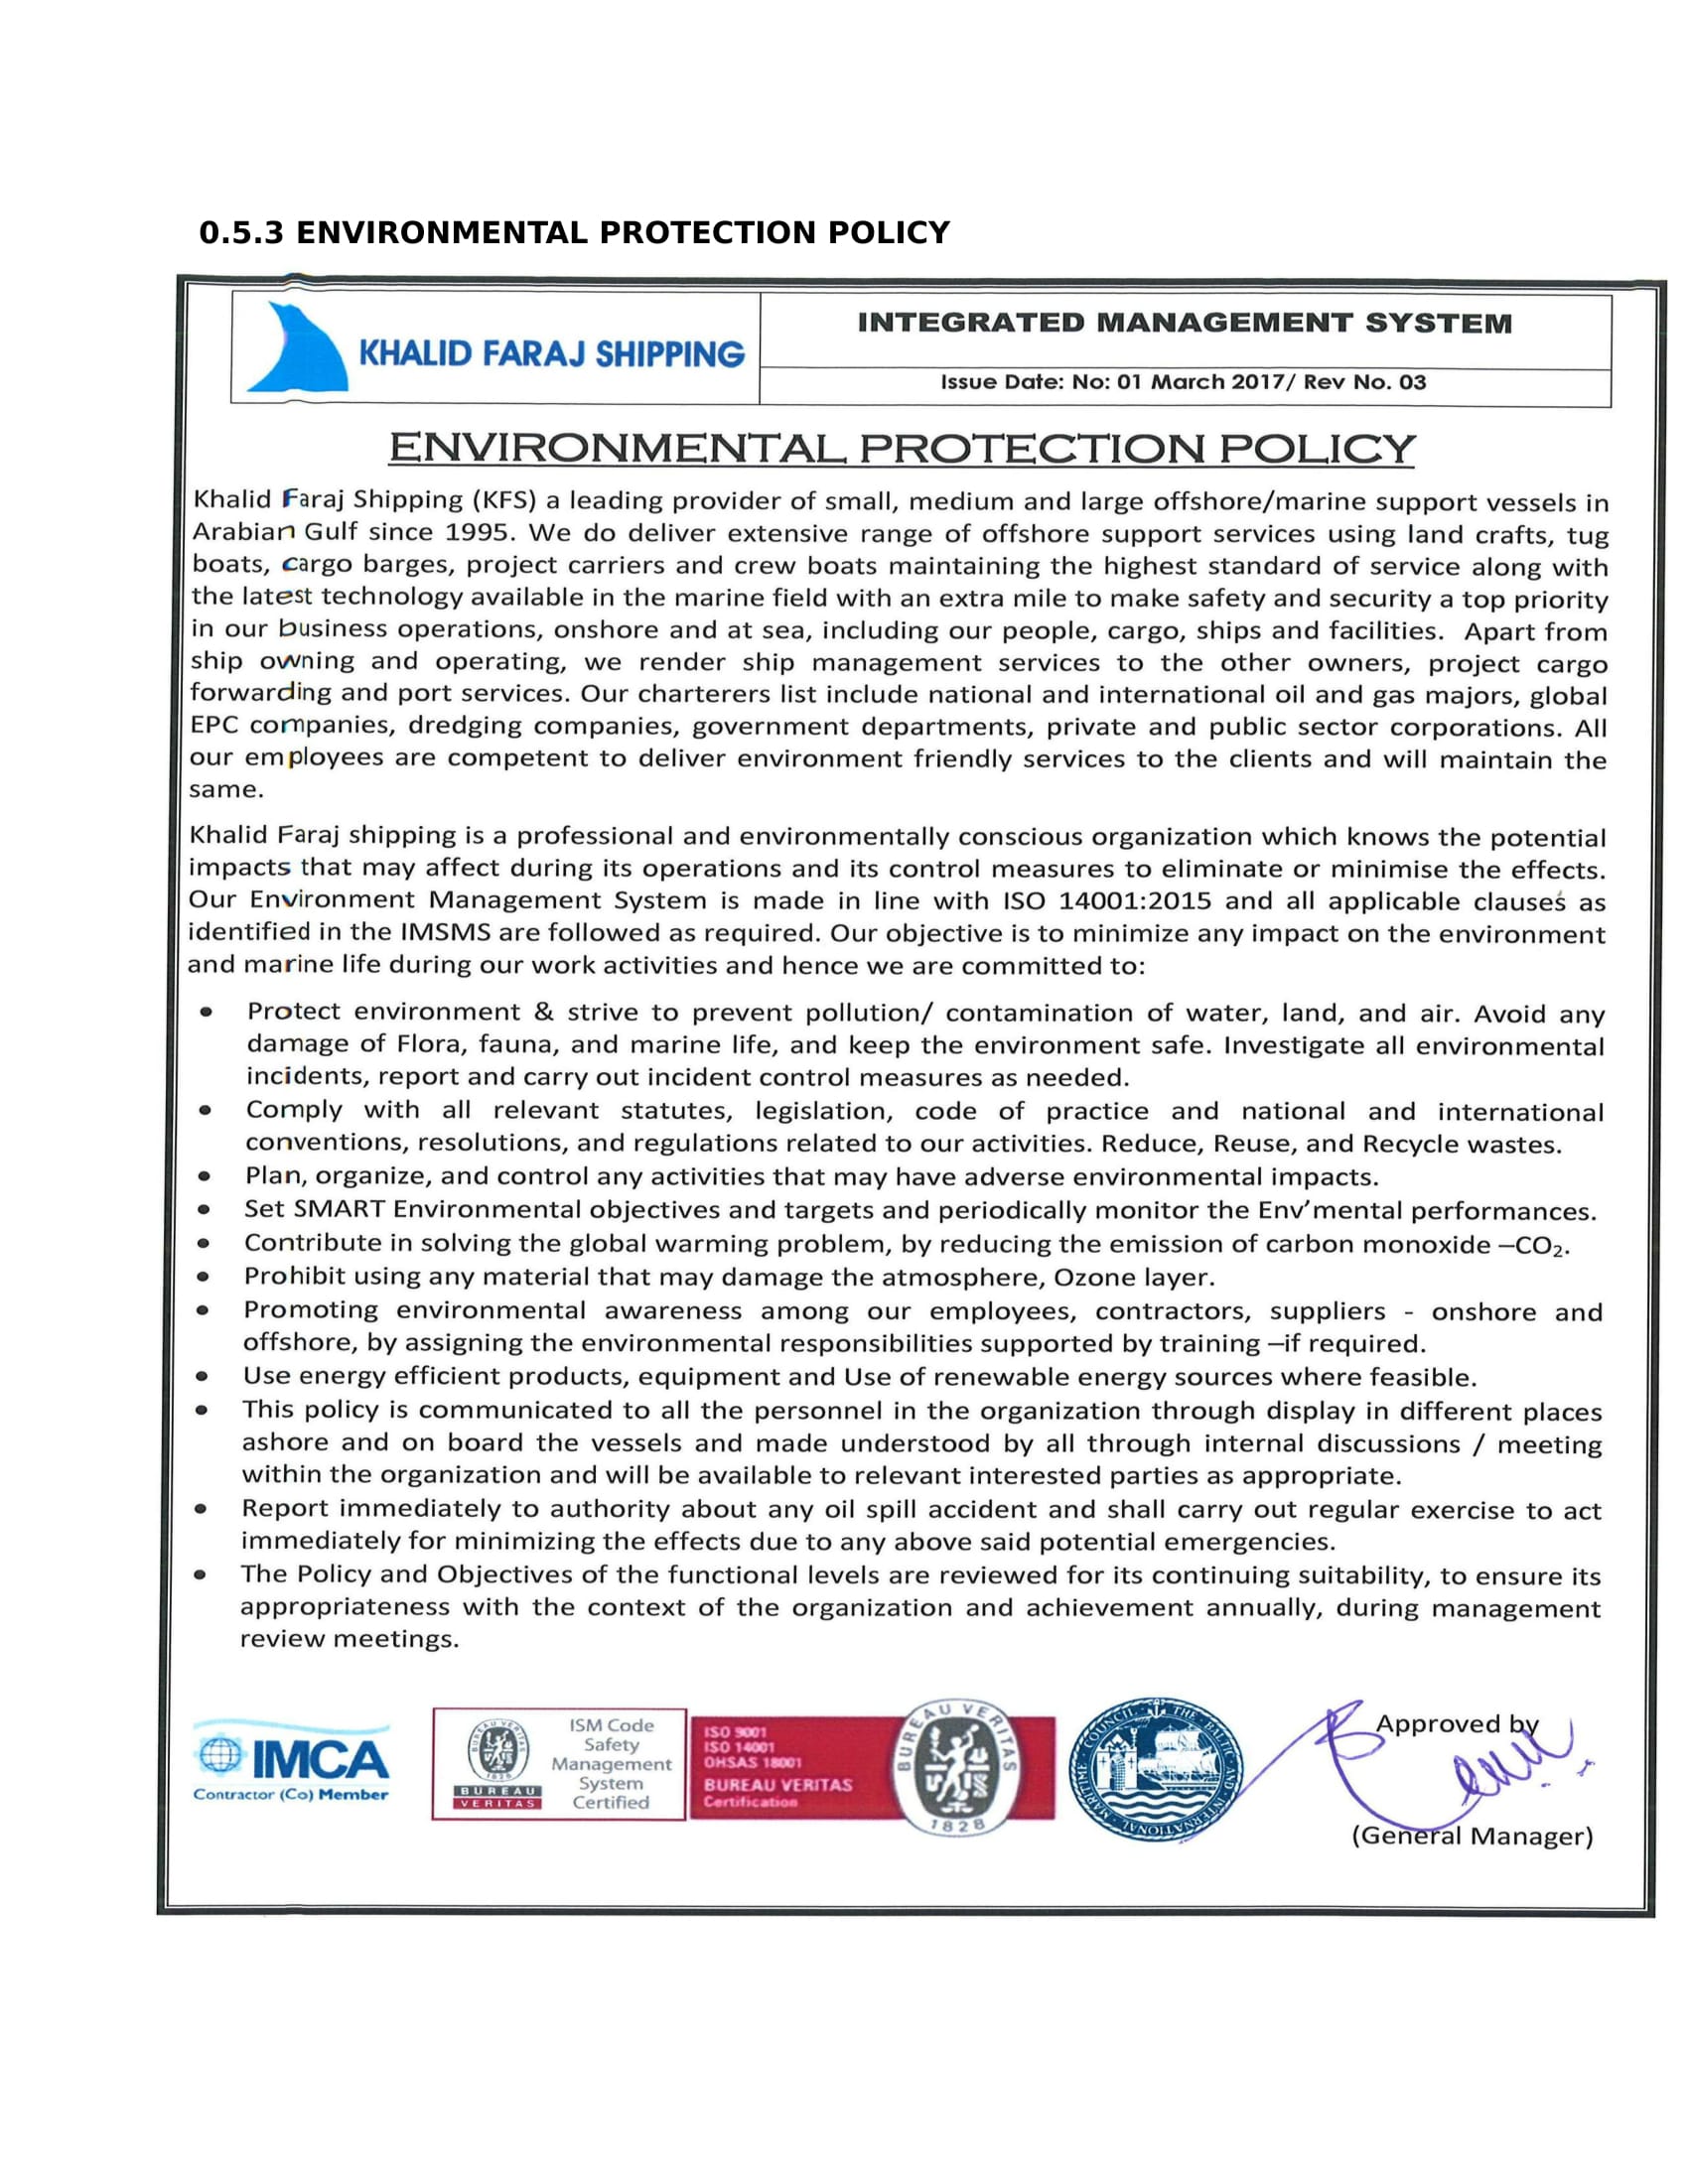 0.5.3 ENVIRONMENTAL PROTECTION POLICY
KHALID FARAJ SHIPPING
INTEGRATED MANAGEMENT SYSTEM
Issue Date: No: 01 March 2017/ Rev No. 03
ENVIRONMENTAL PROTECTION POLICY
Khalid Faraj Shipping (KFS) a leading provider of small, medium and large offshore/marine support vessels in
Arabian Gulf since 1995. We do deliver extensive range of offshore support services using land crafts, tug
boats, cargo barges, project carriers and crew boats maintaining the highest standard of service along with
the latest technology available in the marine field with an extra mile to make safety and security a top priority
in our business operations, onshore and at sea, including our people, cargo, ships and facilities. Apart from
ship owning and operating, we render ship management services to the other owners, project cargo
forwarding and port services. Our charterers list include national and international oil and gas majors, global
EPC companies, dredging companies, government departments, private and public sector corporations. All
our employees are competent to deliver environment friendly services to the clients and will maintain the
same.
Khalid Faraj shipping is a professional and environmentally conscious organization which knows the potential
impacts that may affect during its operations and its control measures to eliminate or minimise the effects.
Our Environment Management System is made in line with ISO 14001:2015 and all applicable clauses as
identified in the IMSMS are followed as required. Our objective is to minimize any impact on the environment
and marine life during our work activities and hence we are committed to:
• Protect environment & strive to prevent pollution/ contamination of water, land, and air. Avoid any
damage of Flora, fauna, and marine life, and keep the environment safe. Investigate all environmental
incidents, report and carry out incident control measures as needed.
• Comply with all relevant statutes, legislation, code of practice and national and international
conventions, resolutions, and regulations related to our activities. Reduce, Reuse, and Recycle wastes.
• Plan, organize, and control any activities that may have adverse environmental impacts.
• Set SMART Environmental objectives and targets and periodically monitor the Env’mental performances.
• Contribute in solving the global warming problem, by reducing the emission of carbon monoxide –CO₂.
• Prohibit using any material that may damage the atmosphere, Ozone layer.
• Promoting environmental awareness among our employees, contractors, suppliers - onshore and
offshore, by assigning the environmental responsibilities supported by training –if required.
• Use energy efficient products, equipment and Use of renewable energy sources where feasible.
• This policy is communicated to all the personnel in the organization through display in different places
ashore and on board the vessels and made understood by all through internal discussions / meeting
within the organization and will be available to relevant interested parties as appropriate.
• Report immediately to authority about any oil spill accident and shall carry out regular exercise to act
immediately for minimizing the effects due to any above said potential emergencies.
• The Policy and Objectives of the functional levels are reviewed for its continuing suitability, to ensure its
appropriateness with the context of the organization and achievement annually, during management
review meetings.
IMCA
Contractor (Co) Member
BUREAU VERITAS
1828
BUREAU
VERITAS
ISM Code
Safety
Management
System
Certified
ISO 9001
ISO 14001
OHSAS 18001
BUREAU VERITAS
Certification
BUREAU VERITAS
1828
THE BALTIC AND INTERNATIONAL MARITIME COUNCIL
Approved by
(General Manager)